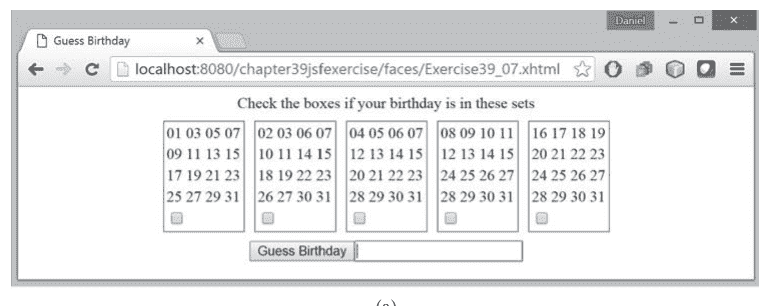 Daniel
Guess Birthday
localhost:8080/chapter39jsfexercise/faces/Exercise39_07.xhtml
Check the boxes if your birthday is in these sets
01 03 05 07
09 11 13 15
17 19 21 23
25 27 29 31
02 03 06 07
10 11 14 15
18 19 22 23
26 27 30 31
04 05 06 07
12 13 14 15
20 21 22 23
28 29 30 31
08 09 10 11
12 13 14 15
24 25 26 27
28 29 30 31
16 17 18 19
20 21 22 23
24 25 26 27
28 29 30 31
Guess Birthday